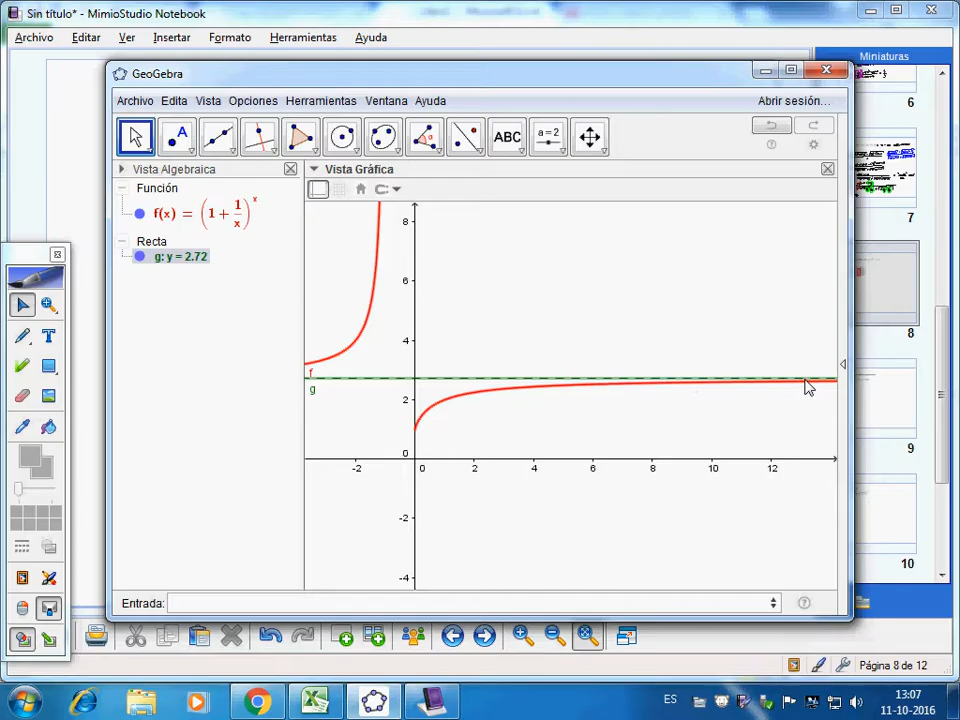 Sin título* - MimioStudio Notebook
Archivo Editar Ver Insertar Formato Herramientas Ayuda
Miniaturas
GeoGebra
Archivo Edita Vista Opciones Herramientas Ventana Ayuda Abrir sesión...
A ABC a=2
Vista Algebraica
Vista Gráfica
Función
f(x) = (1 + 1/x)^x
Recta
g: y = 2.72
8
6
4
2
0
-2
-4
-2 0 2 4 6 8 10 12
f
g
Entrada:
T
6
7
8
9
10
Página 8 de 12
ES
13:07
11-10-2016